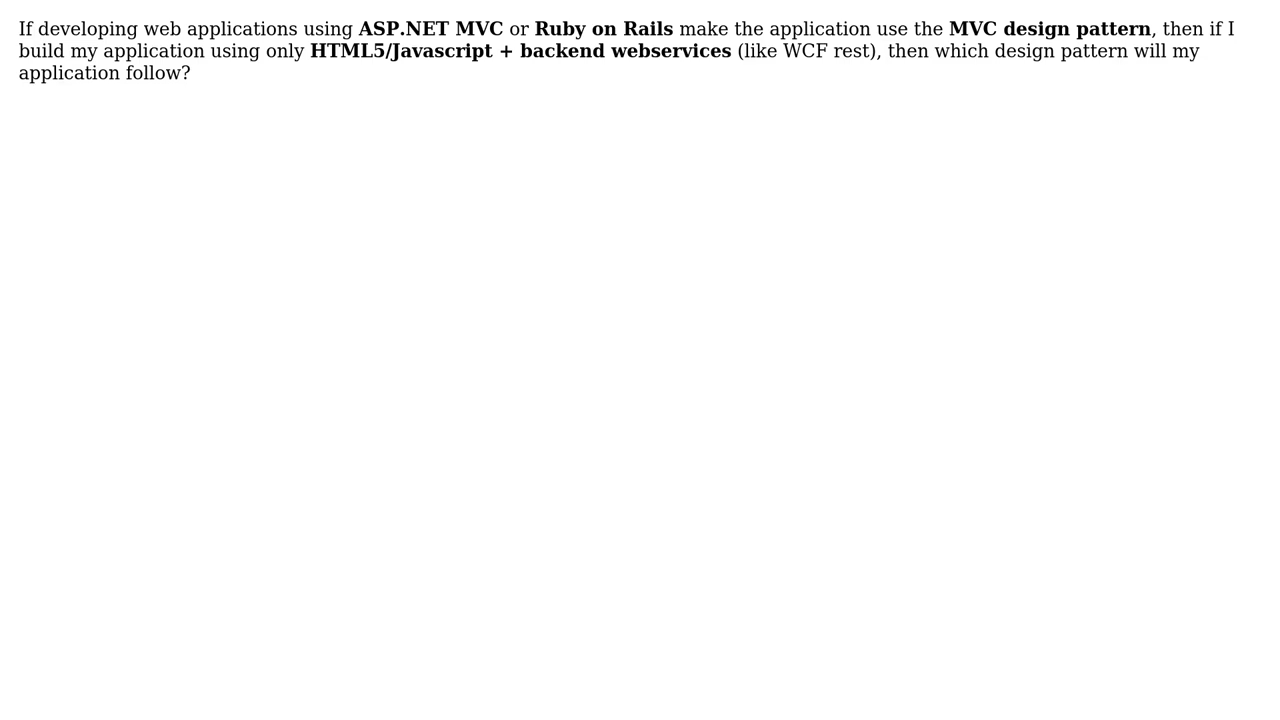 If developing web applications using ASP.NET MVC or Ruby on Rails make the application use the MVC design pattern, then if I
build my application using only HTML5/Javascript + backend webservices (like WCF rest), then which design pattern will my
application follow?